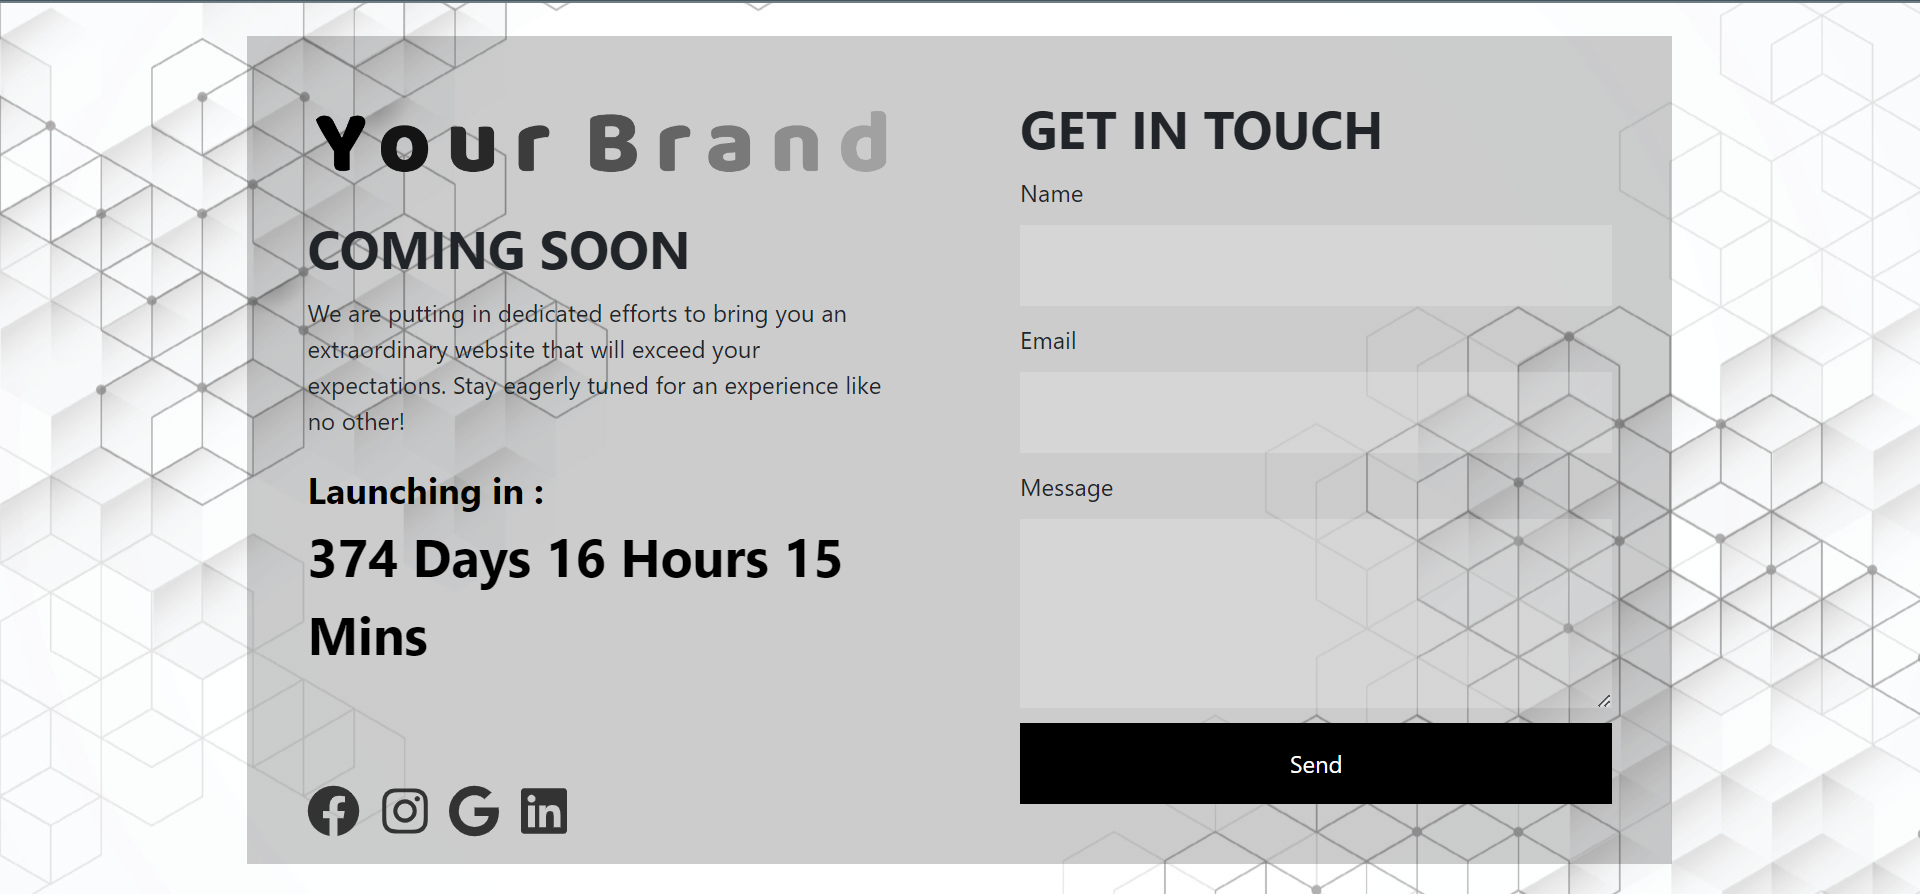 Your Brand
COMING SOON
We are putting in dedicated efforts to bring you an
extraordinary website that will exceed your
expectations. Stay eagerly tuned for an experience like
no other!
Launching in :
374 Days 16 Hours 15
Mins
GET IN TOUCH
Name
Email
Message
Send